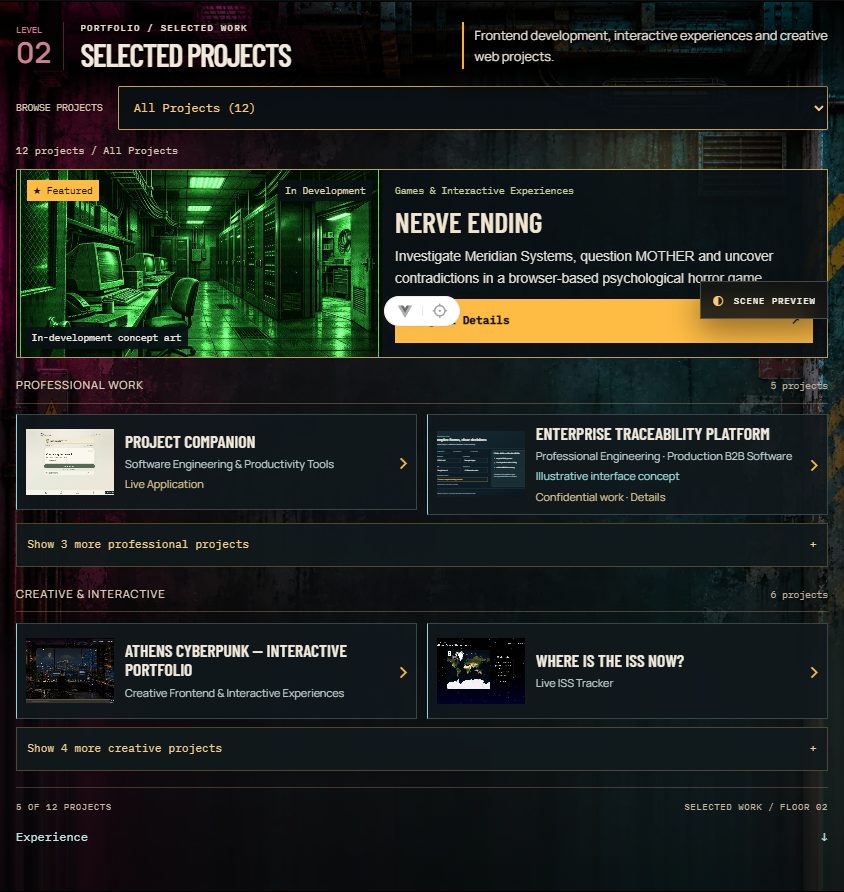 LEVEL
02
PORTFOLIO / SELECTED WORK
SELECTED PROJECTS
Frontend development, interactive experiences and creative
web projects.
BROWSE PROJECTS
All Projects (12)
12 projects / All Projects
★ Featured
In Development
In-development concept art
Games & Interactive Experiences
NERVE ENDING
Investigate Meridian Systems, question MOTHER and uncover
contradictions in a browser-based psychological horror game
Details
SCENE PREVIEW
PROFESSIONAL WORK
5 projects
PROJECT COMPANION
Software Engineering & Productivity Tools
Live Application
ENTERPRISE TRACEABILITY PLATFORM
Professional Engineering · Production B2B Software
Illustrative interface concept
Confidential work · Details
Show 3 more professional projects
+
CREATIVE & INTERACTIVE
6 projects
ATHENS CYBERPUNK — INTERACTIVE
PORTFOLIO
Creative Frontend & Interactive Experiences
WHERE IS THE ISS NOW?
Live ISS Tracker
Show 4 more creative projects
+
5 OF 12 PROJECTS
SELECTED WORK / FLOOR 02
Experience
↓